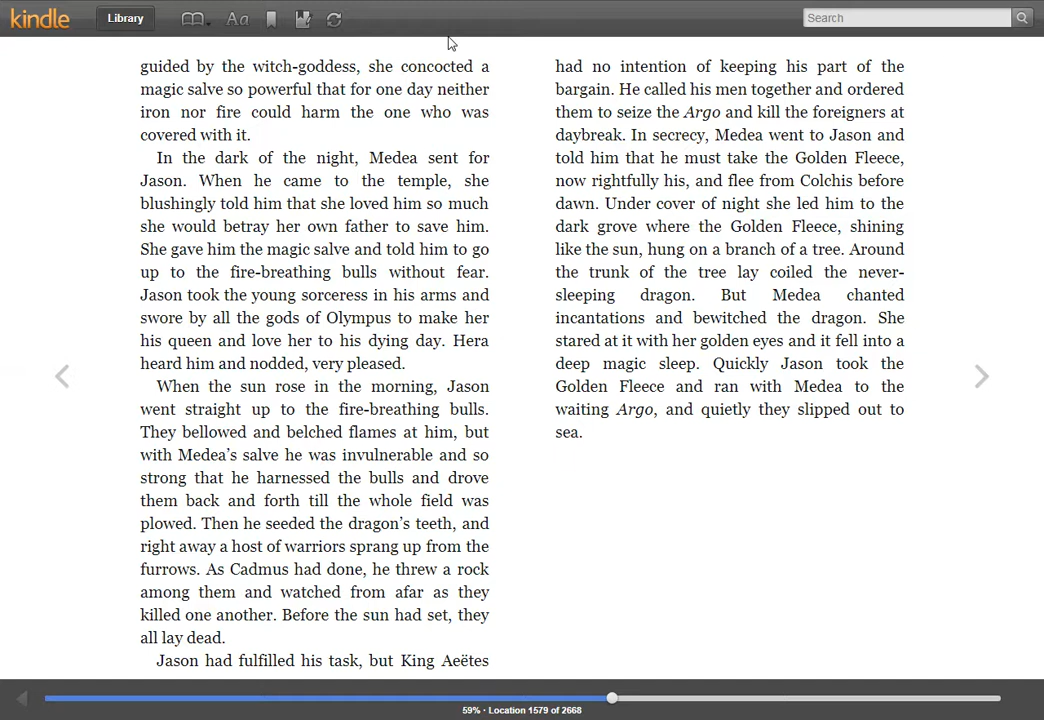 kindle
Library
Aa
Search
guided by the witch-goddess, she concocted a
magic salve so powerful that for one day neither
iron nor fire could harm the one who was
covered with it.
In the dark of the night, Medea sent for
Jason. When he came to the temple, she
blushingly told him that she loved him so much
she would betray her own father to save him.
She gave him the magic salve and told him to go
up to the fire-breathing bulls without fear.
Jason took the young sorceress in his arms and
swore by all the gods of Olympus to make her
his queen and love her to his dying day. Hera
heard him and nodded, very pleased.
When the sun rose in the morning, Jason
went straight up to the fire-breathing bulls.
They bellowed and belched flames at him, but
with Medea’s salve he was invulnerable and so
strong that he harnessed the bulls and drove
them back and forth till the whole field was
plowed. Then he seeded the dragon’s teeth, and
right away a host of warriors sprang up from the
furrows. As Cadmus had done, he threw a rock
among them and watched from afar as they
killed one another. Before the sun had set, they
all lay dead.
Jason had fulfilled his task, but King Aeëtes
had no intention of keeping his part of the
bargain. He called his men together and ordered
them to seize the Argo and kill the foreigners at
daybreak. In secrecy, Medea went to Jason and
told him that he must take the Golden Fleece,
now rightfully his, and flee from Colchis before
dawn. Under cover of night she led him to the
dark grove where the Golden Fleece, shining
like the sun, hung on a branch of a tree. Around
the trunk of the tree lay coiled the never-
sleeping dragon. But Medea chanted
incantations and bewitched the dragon. She
stared at it with her golden eyes and it fell into a
deep magic sleep. Quickly Jason took the
Golden Fleece and ran with Medea to the
waiting Argo, and quietly they slipped out to
sea.
59% · Location 1579 of 2668